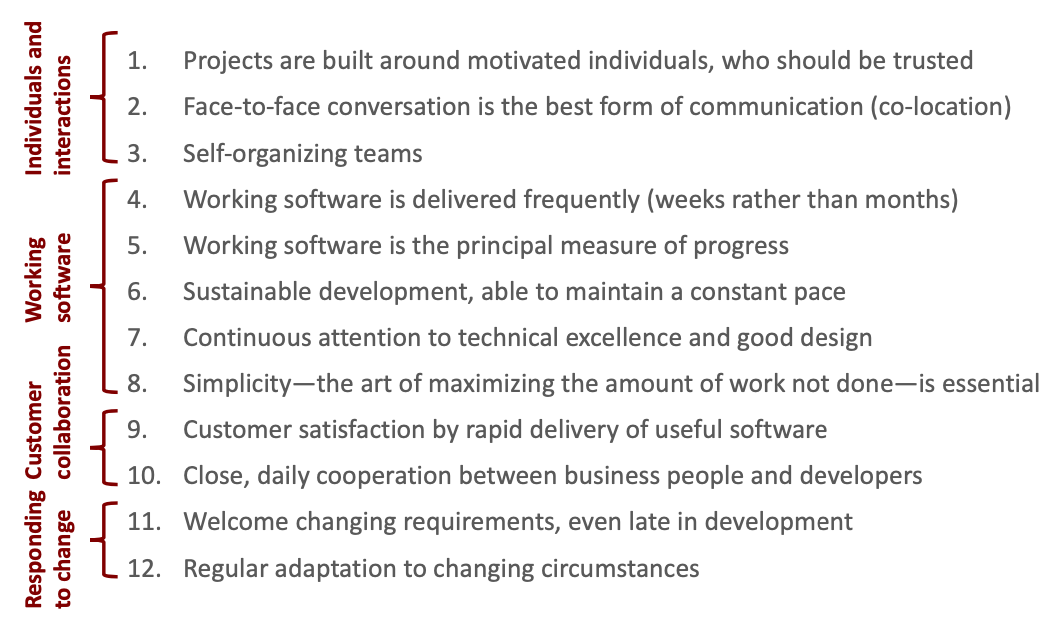 Individuals and
interactions
1. Projects are built around motivated individuals, who should be trusted
2. Face-to-face conversation is the best form of communication (co-location)
3. Self-organizing teams
Working
software
4. Working software is delivered frequently (weeks rather than months)
5. Working software is the principal measure of progress
6. Sustainable development, able to maintain a constant pace
7. Continuous attention to technical excellence and good design
8. Simplicity—the art of maximizing the amount of work not done—is essential
Customer
collaboration
9. Customer satisfaction by rapid delivery of useful software
10. Close, daily cooperation between business people and developers
Responding
to change
11. Welcome changing requirements, even late in development
12. Regular adaptation to changing circumstances